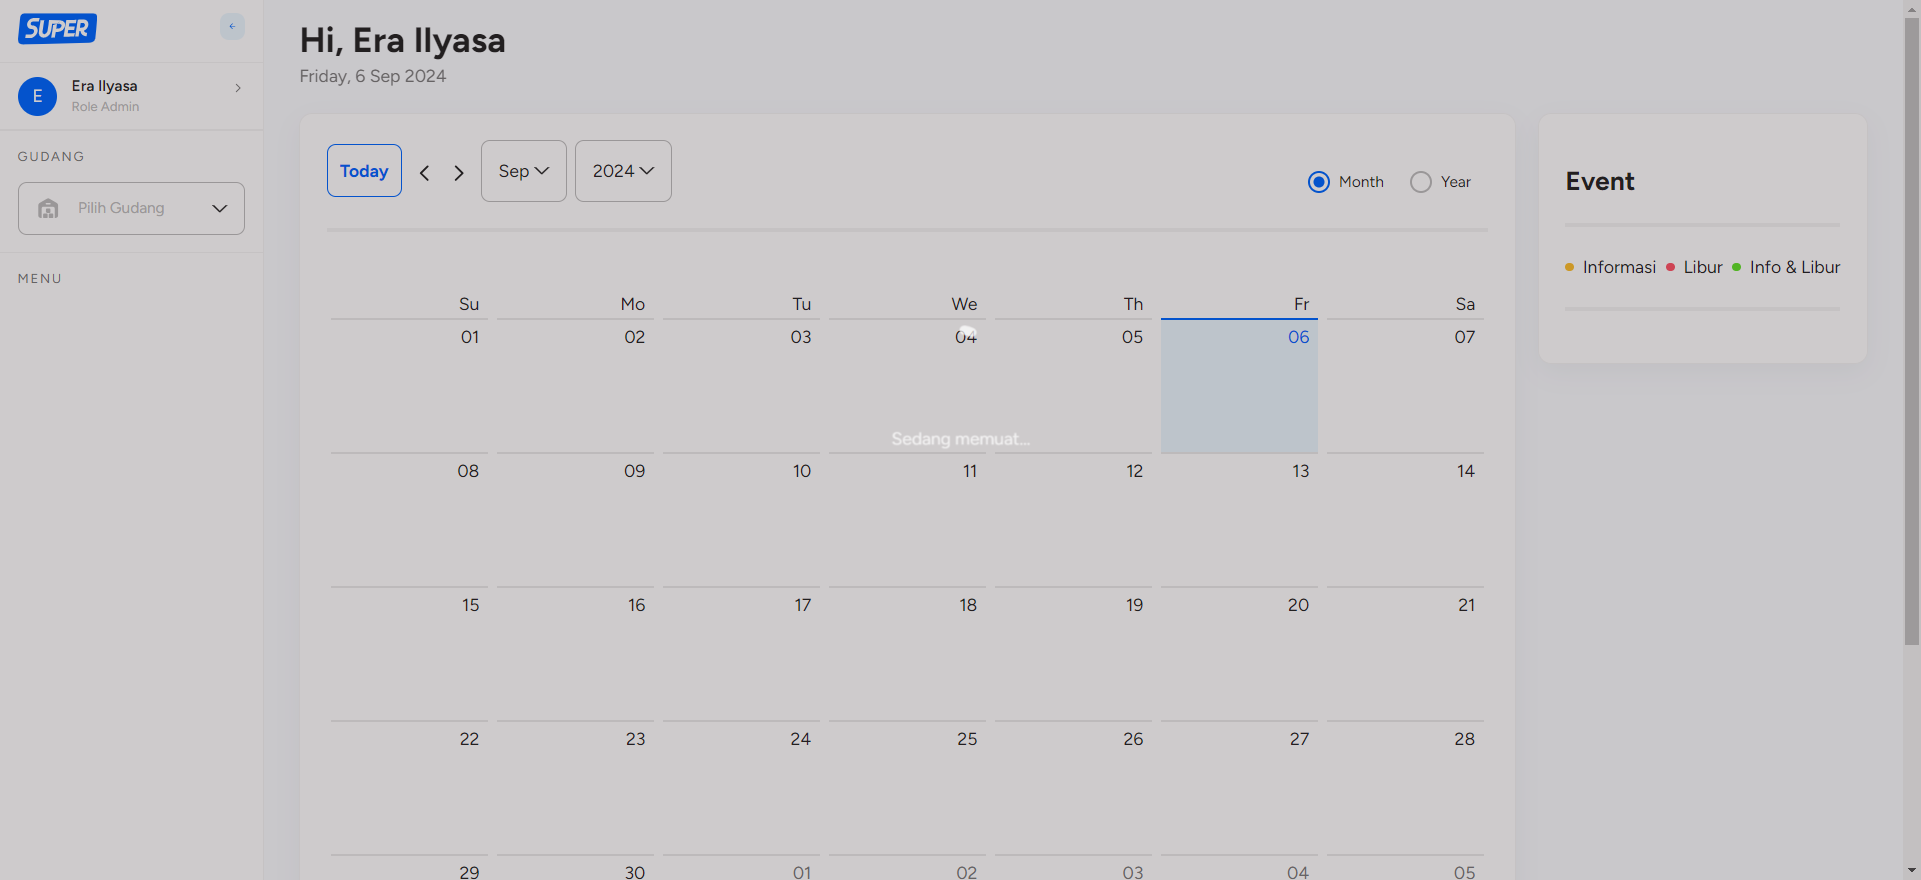 SUPER
Era Ilyasa
E
Role Admin
GUDANG
Pilih Gudang
MENU
Hi, Era Ilyasa
Friday, 6 Sep 2024
Today
Sep
2024
Month
Year
Su Mo Tu We Th Fr Sa
01 02 03 04 05 06 07
Sedang memuat...
08 09 10 11 12 13 14
15 16 17 18 19 20 21
22 23 24 25 26 27 28
29 30 01 02 03 04 05
Event
Informasi Libur Info & Libur